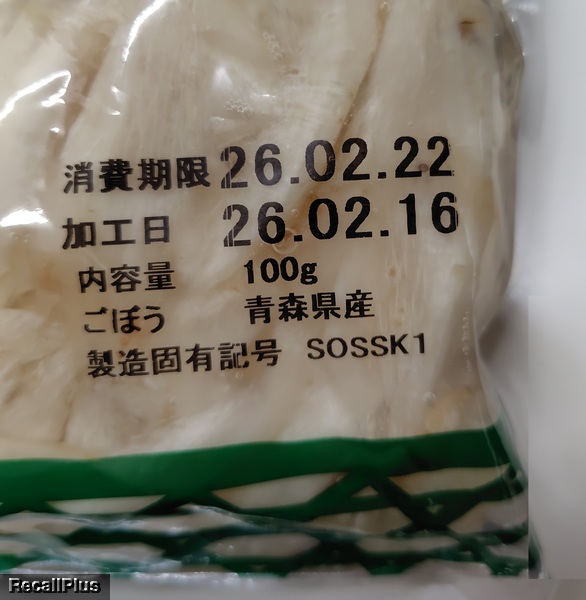 消費期限 26.02.22
加工日 26.02.16
内容量 100g
ごぼう 青森県産
製造固有記号 SOSSK1
RecallPlus